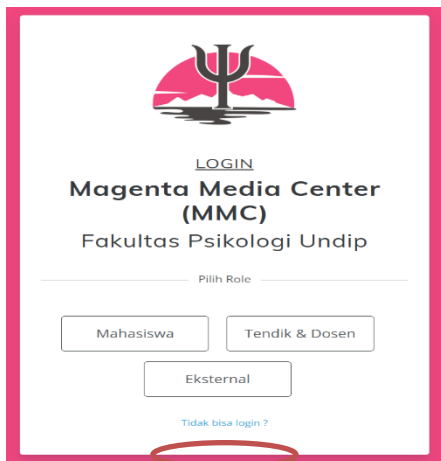 LOGIN
Magenta Media Center
(MMC)
Fakultas Psikologi Undip
Pilih Role
Mahasiswa
Tendik & Dosen
Eksternal
Tidak bisa login ?